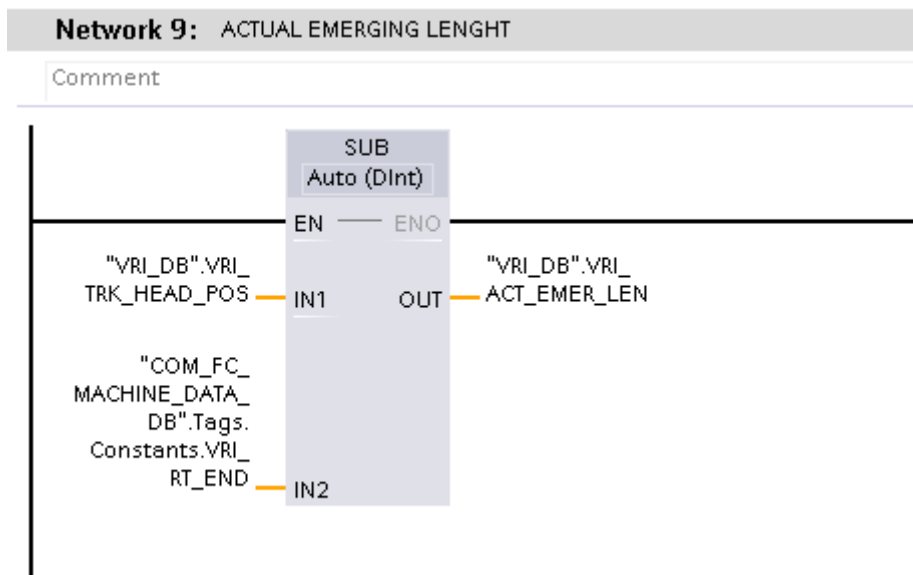 Network 9: ACTUAL EMERGING LENGHT
Comment
SUB
Auto (DInt)
EN ENO
"VRI_DB".VRI_
TRK_HEAD_POS
IN1
OUT
"VRI_DB".VRI_
ACT_EMER_LEN
"COM_FC_
MACHINE_DATA_
DB".Tags.
Constants.VRI_
RT_END
IN2